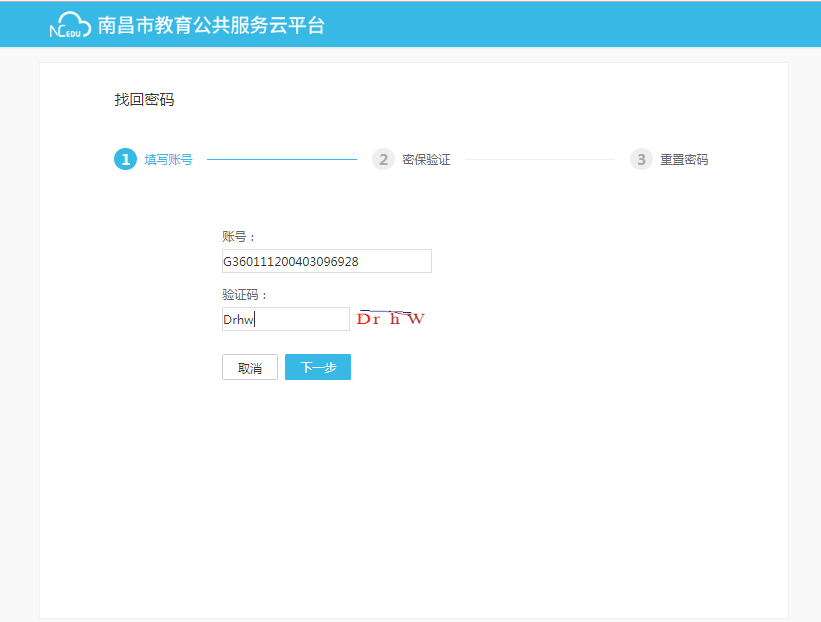 NCEDU 南昌市教育公共服务云平台
找回密码
1 填写账号 2 密保验证 3 重置密码
账号：
G360111200403096928
验证码：
Drhw Dr h W
取消 下一步